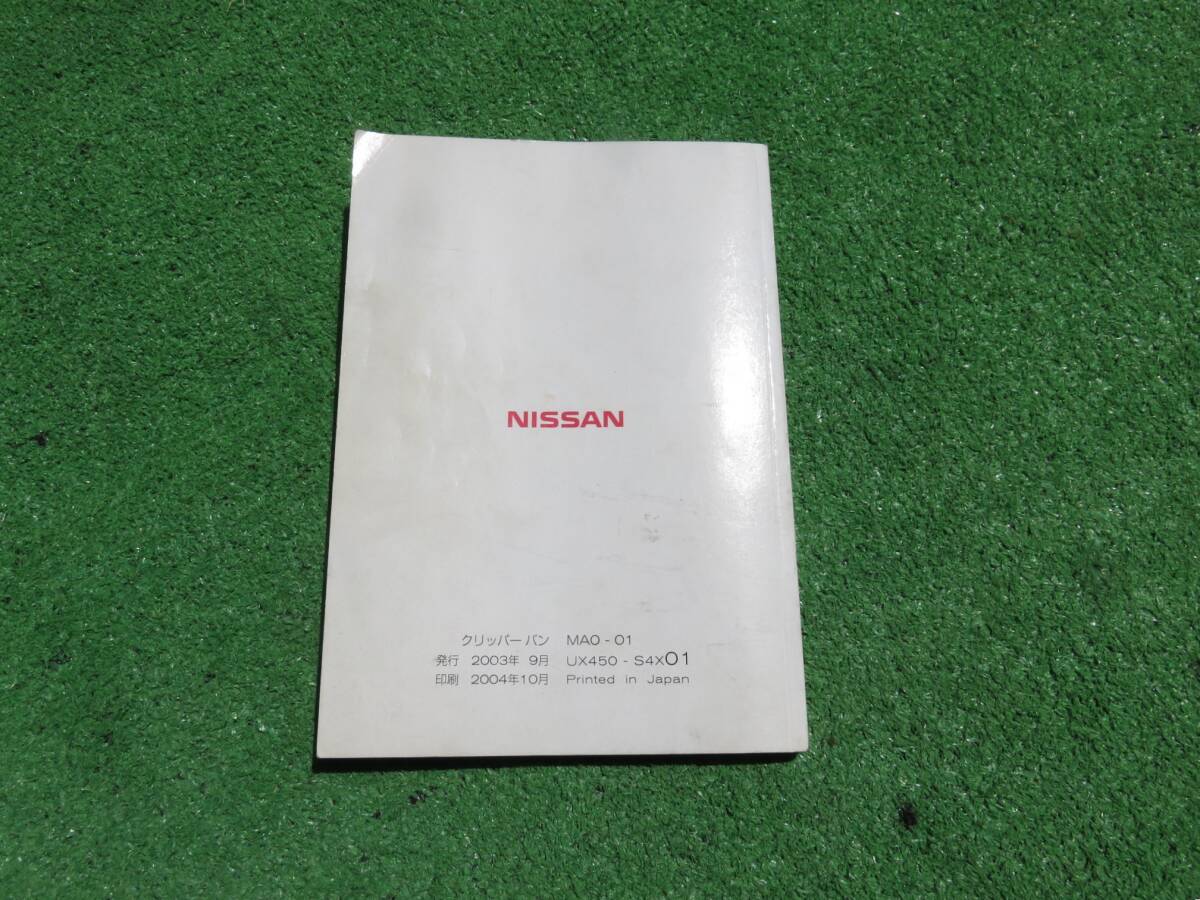 NISSAN
クリッパーバン MA0 - 01
発行 2003年 9月 UX450 - S4X01
印刷 2004年10月 Printed in Japan